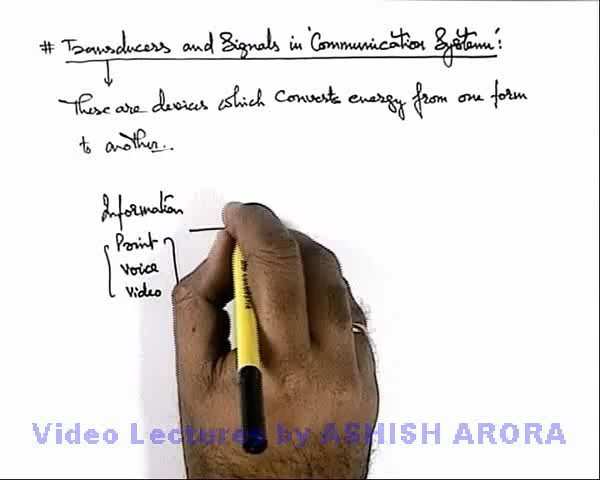 # Transducers and Signals in 'Communication System':
These are devices which converts energy from one form
to another..
Information
Print
Voice
Video
Video Lectures by ASHISH ARORA